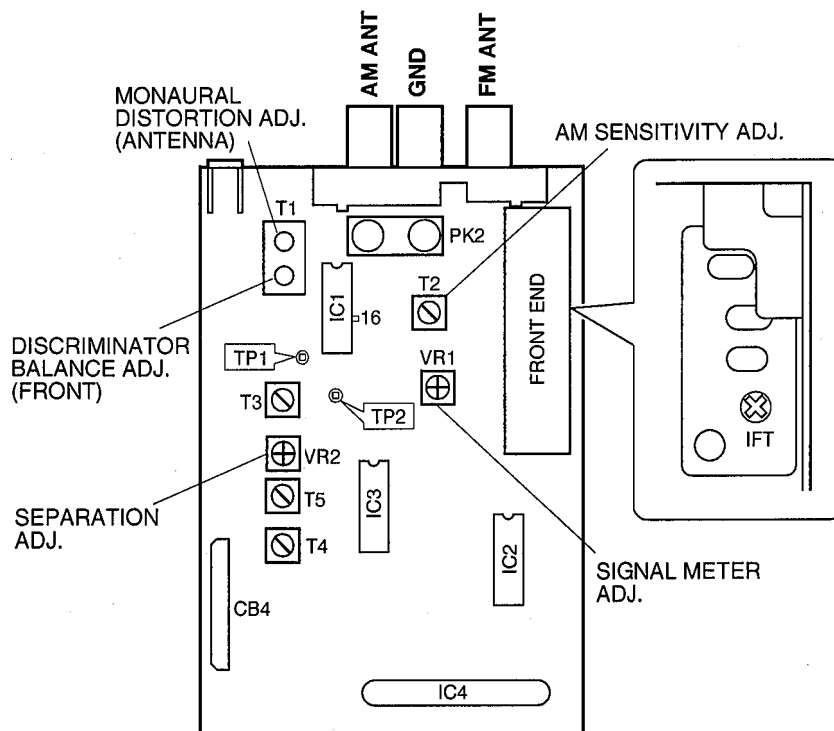 AM ANT
GND
FM ANT
MONAURAL
DISTORTION ADJ.
(ANTENNA)
AM SENSITIVITY ADJ.
T1
PK2
T2
IC1
16
FRONT END
DISCRIMINATOR
BALANCE ADJ.
(FRONT)
TP1
VR1
T3
TP2
IFT
VR2
SEPARATION
ADJ.
T5
IC3
T4
IC2
SIGNAL METER
ADJ.
CB4
IC4